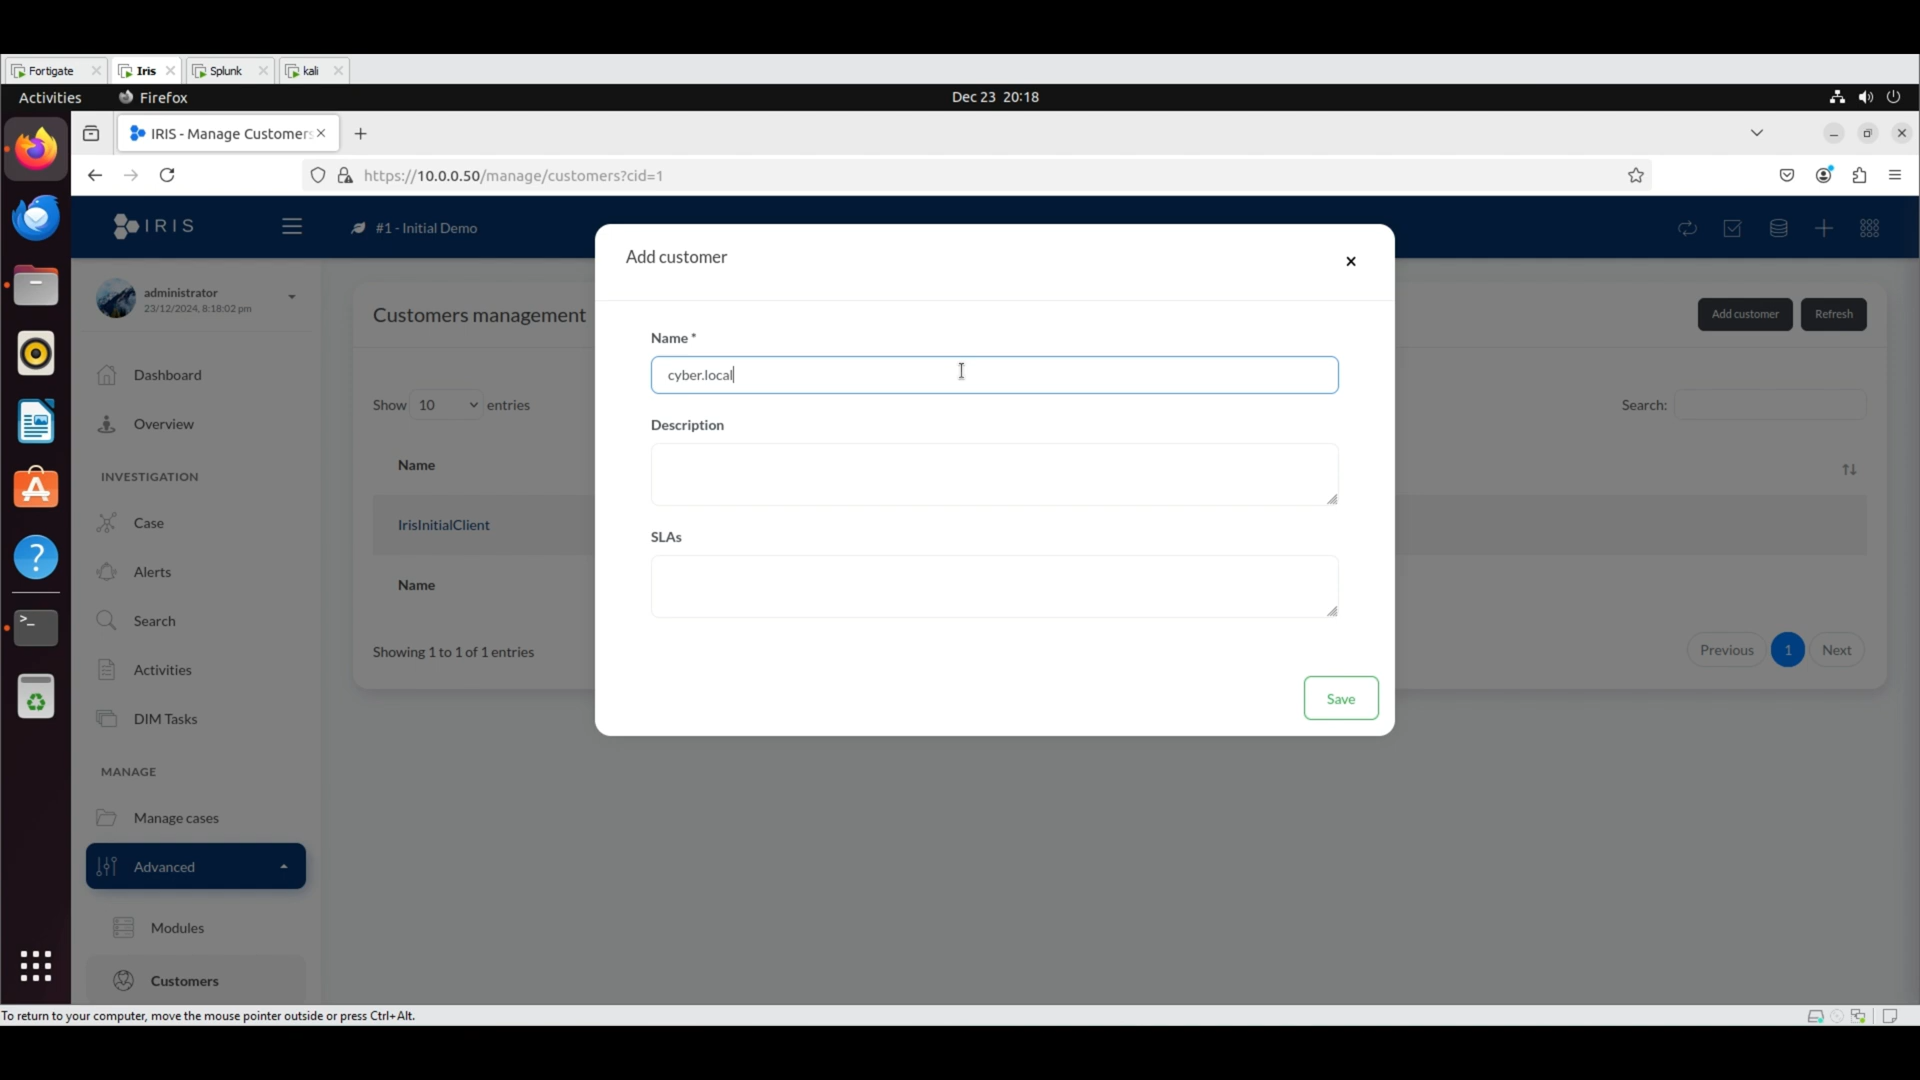 Fortigate
Iris
Splunk
kali
Activities
Firefox
Dec 23 20:18
IRIS - Manage Customers
https://10.0.0.50/manage/customers?cid=1
IRIS
#1 - Initial Demo
administrator
23/12/2024, 8:18:02 pm
Dashboard
Overview
INVESTIGATION
Case
Alerts
Search
Activities
DIM Tasks
MANAGE
Manage cases
Advanced
Modules
Customers
Customers management
Add customer
Refresh
Show 10 entries
Search:
Name
IrisInitialClient
Name
Showing 1 to 1 of 1 entries
Previous
1
Next
Add customer
×
Name *
cyber.local
Description
SLAs
Save
To return to your computer, move the mouse pointer outside or press Ctrl+Alt.